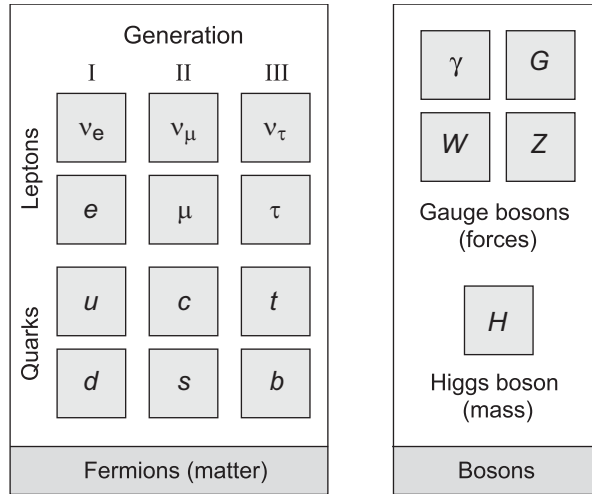 Generation
I II III
Leptons
νe νμ ντ
e μ τ
Quarks
u c t
d s b
Fermions (matter)
γ G
W Z
Gauge bosons
(forces)
H
Higgs boson
(mass)
Bosons